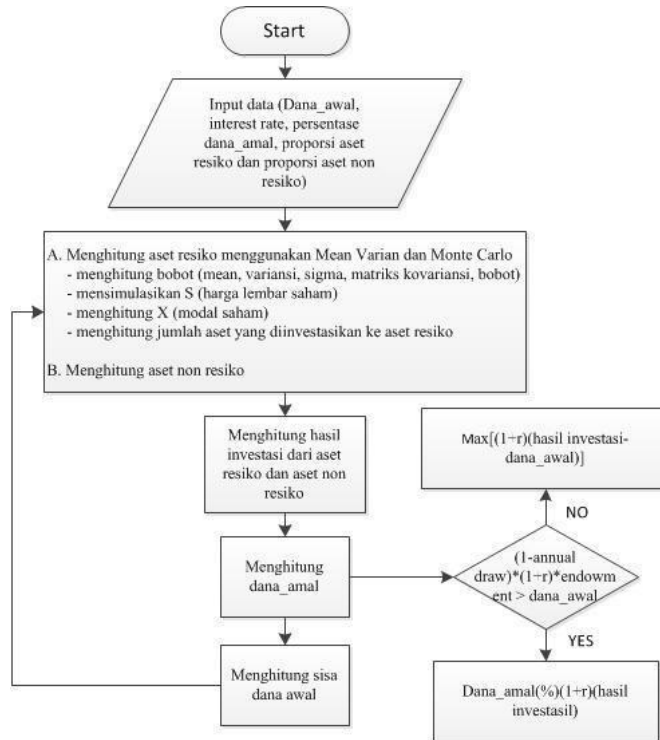 Start
Input data (Dana_awal,
interest rate, persentase
dana_amal, proporsi aset
resiko dan proporsi aset non
resiko)
A. Menghitung aset resiko menggunakan Mean Varian dan Monte Carlo
- menghitung bobot (mean, variansi, sigma, matriks kovariansi, bobot)
- mensimulasikan S (harga lembar saham)
- menghitung X (modal saham)
- menghitung jumlah aset yang diinvestasikan ke aset resiko
B. Menghitung aset non resiko
Menghitung hasil
investasi dari aset
resiko dan aset non
resiko
Max[(1+r)(hasil investasi-
dana_awal)]
NO
Menghitung
dana_amal
(1-annual
draw)*(1+r)*endowm
ent > dana_awal
YES
Menghitung sisa
dana awal
Dana_amal(%)(1+r)(hasil
investasil)